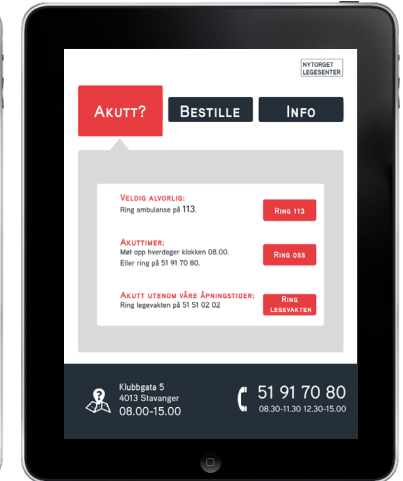 NYTORGET
LEGESENTER
AKUTT?
BESTILLE
INFO
VELDIG ALVORLIG:
Ring ambulanse på 113.
RING 113
AKUTTIMER:
Møt opp hverdager klokken 08.00.
Eller ring på 51 91 70 80.
RING OSS
AKUTT UTENOM VÅRE ÅPNINGSTIDER:
Ring legevakten på 51 51 02 02
RING
LEGEVAKTEN
Klubbgata 5
4013 Stavanger
08.00-15.00
51 91 70 80
08.30-11.30 12.30-15.00